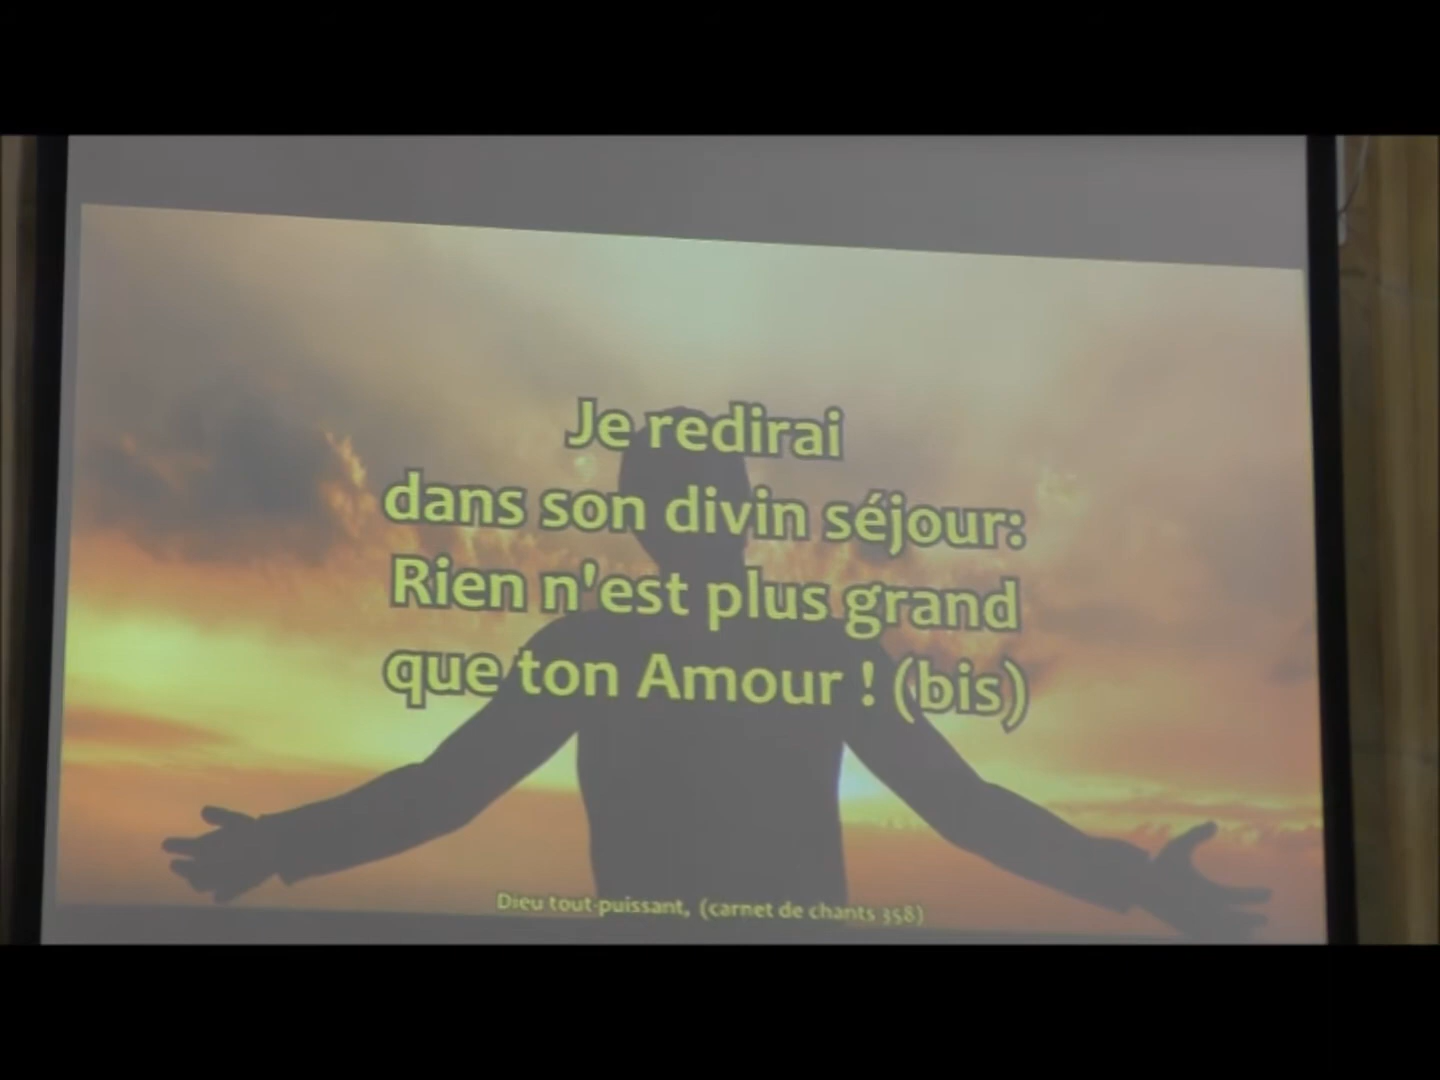 Je redirai
dans son divin séjour:
Rien n'est plus grand
que ton Amour ! (bis)
Dieu tout-puissant, (carnet de chants 358)